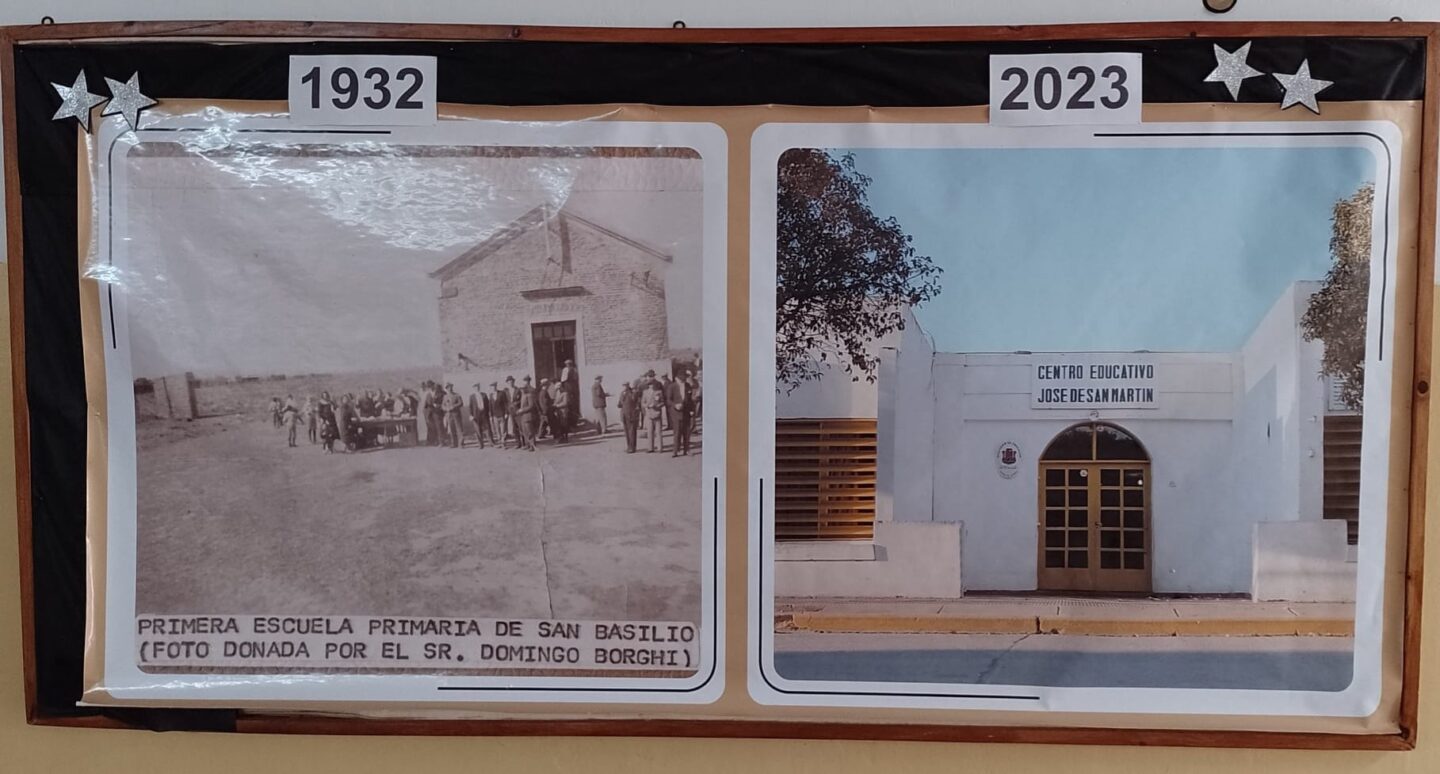 1932
PRIMERA ESCUELA PRIMARIA DE SAN BASILIO
(FOTO DONADA POR EL SR. DOMINGO BORGHI)
2023
CENTRO EDUCATIVO
JOSE DE SAN MARTIN